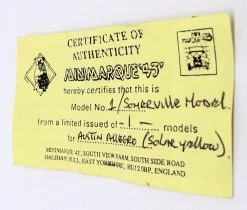 CERTIFICATE OF
AUTHENTICITY
MINIMARQUE '43'
hereby certifies that this is
Model No. 1/Somerville Model.
From a limited issue of -1- models
for AUSTIN ALLEGRO (Solar yellow).
MINIMARQUE '43', SOUTH VIEW FARM, SOUTH SIDE ROAD
HALSHAM, HULL, EAST YORKSHIRE, HU12 0BP, ENGLAND